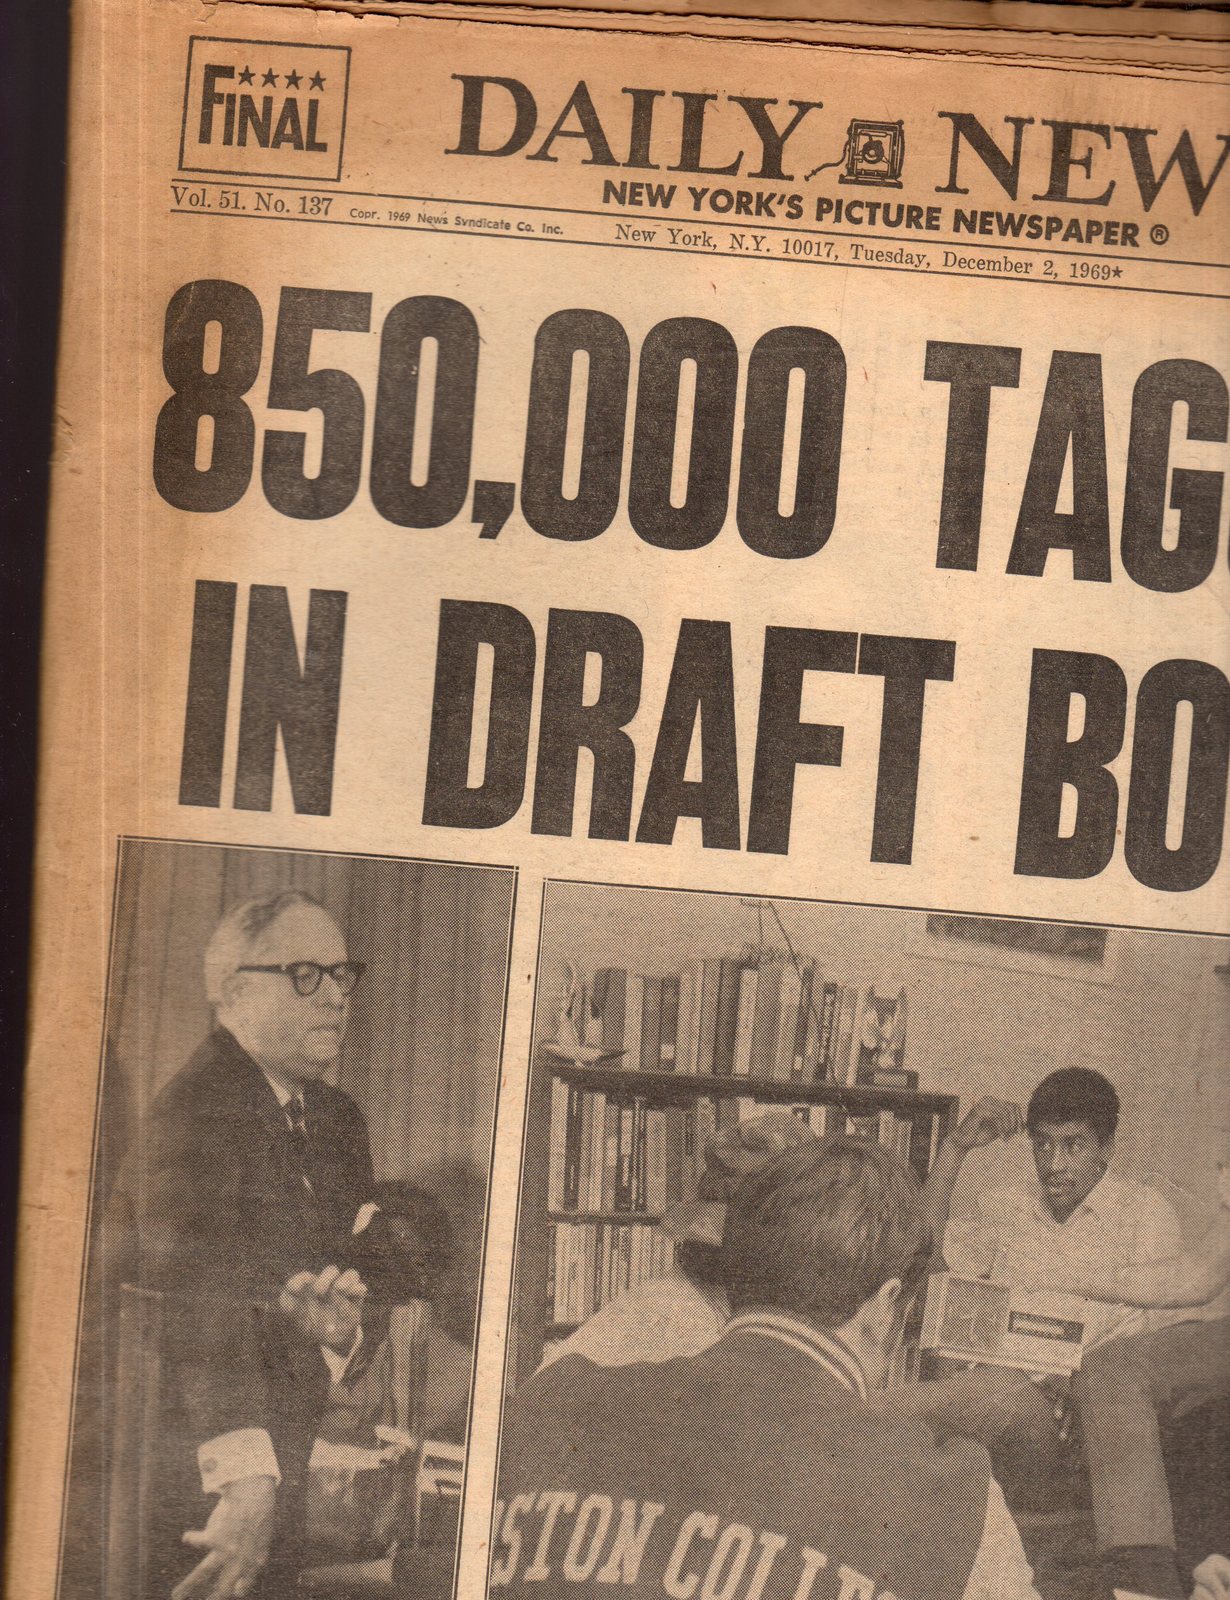 ★★★★
FINAL
DAILY NEW
NEW YORK'S PICTURE NEWSPAPER ®
Vol. 51. No. 137 Copr. 1969 News Syndicate Co. Inc. New York, N.Y. 10017, Tuesday, December 2, 1969★
850,000 TAG
IN DRAFT BO
STON COLLE